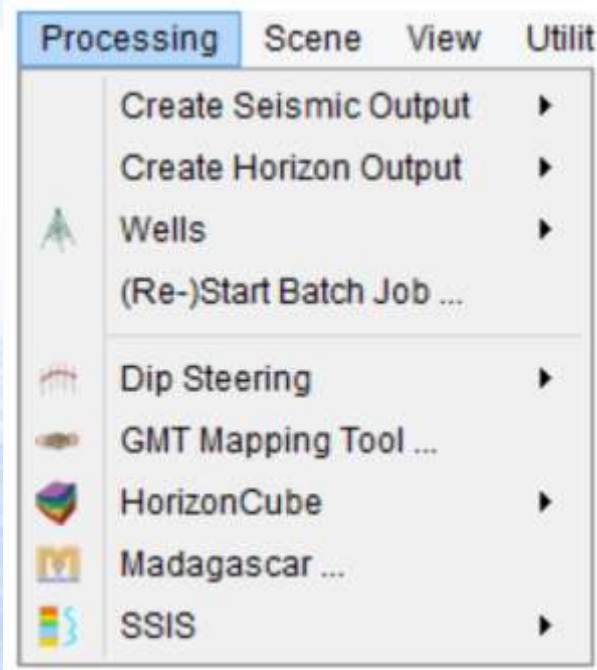 Processing Scene View Utilit
Create Seismic Output
Create Horizon Output
Wells
(Re-)Start Batch Job ...
Dip Steering
GMT Mapping Tool ...
HorizonCube
Madagascar ...
SSIS